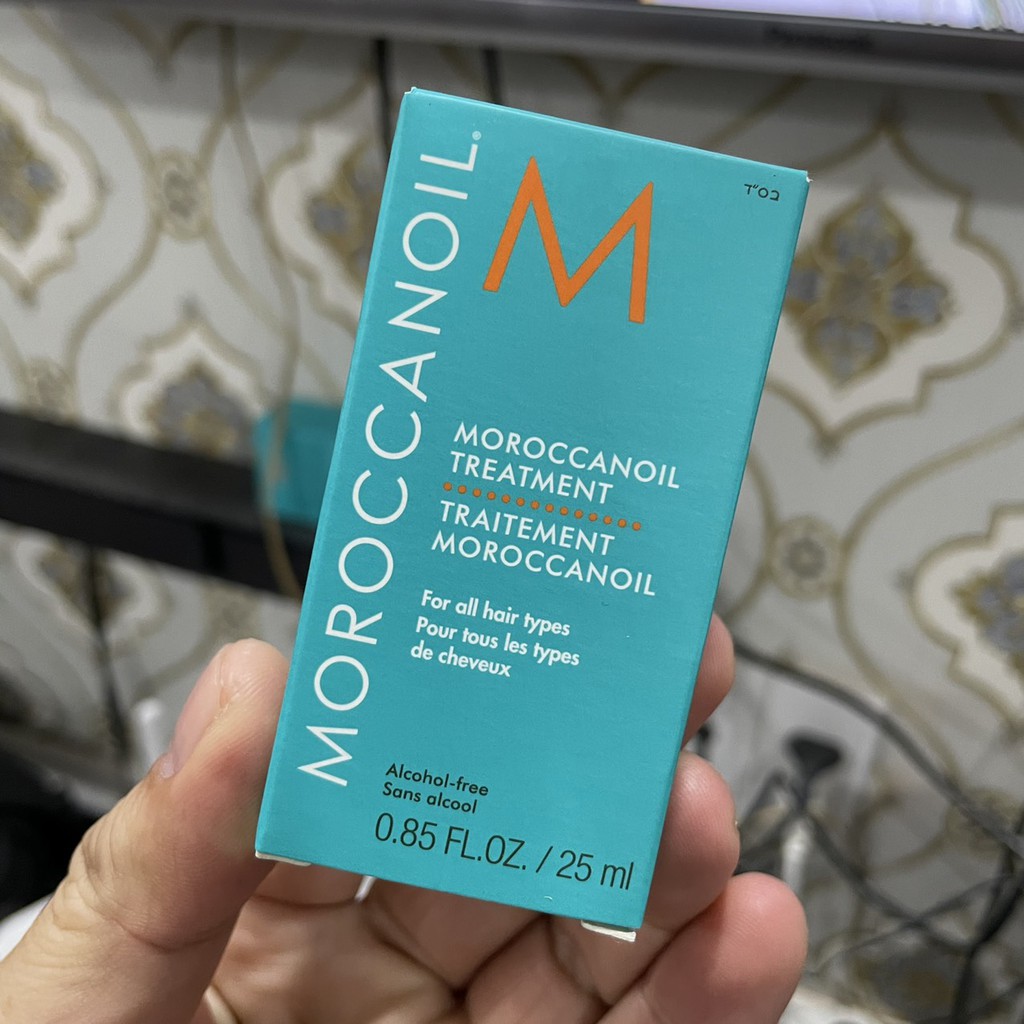 MOROCCANOIL®
M
בס"ד
MOROCCANOIL
TREATMENT
TRAITEMENT
MOROCCANOIL
For all hair types
Pour tous les types
de cheveux
Alcohol-free
Sans alcool
0.85 FL.OZ. / 25 ml